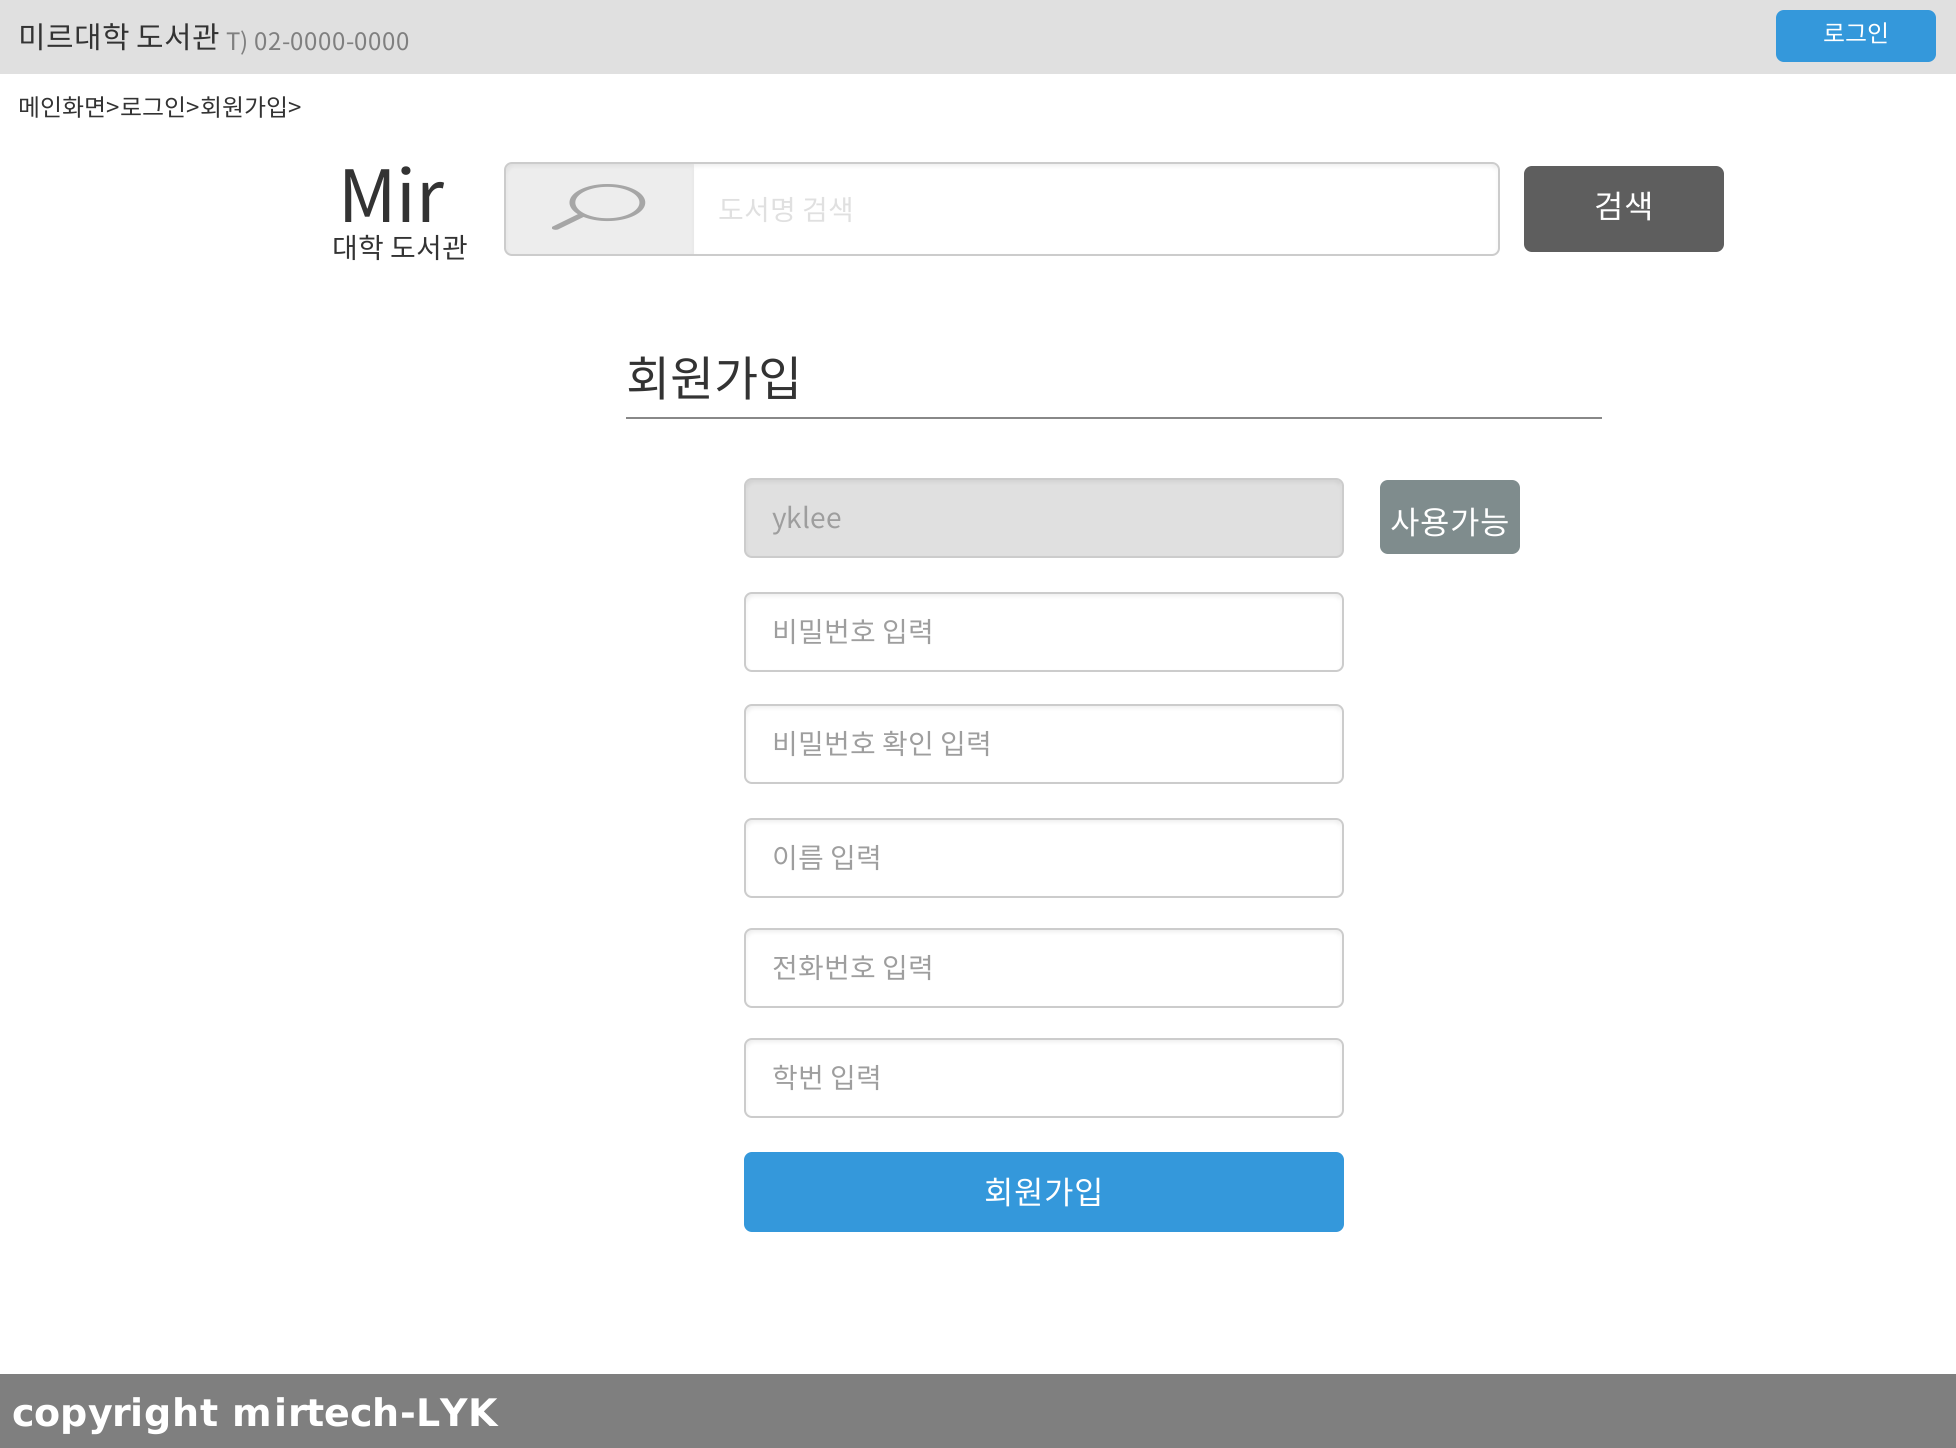 미르대학 도서관 T) 02-0000-0000
로그인
메인화면>로그인>회원가입>
Mir
대학 도서관
도서명 검색
검색
회원가입
yklee
사용가능
비밀번호 입력
비밀번호 확인 입력
이름 입력
전화번호 입력
학번 입력
회원가입
copyright mirtech-LYK